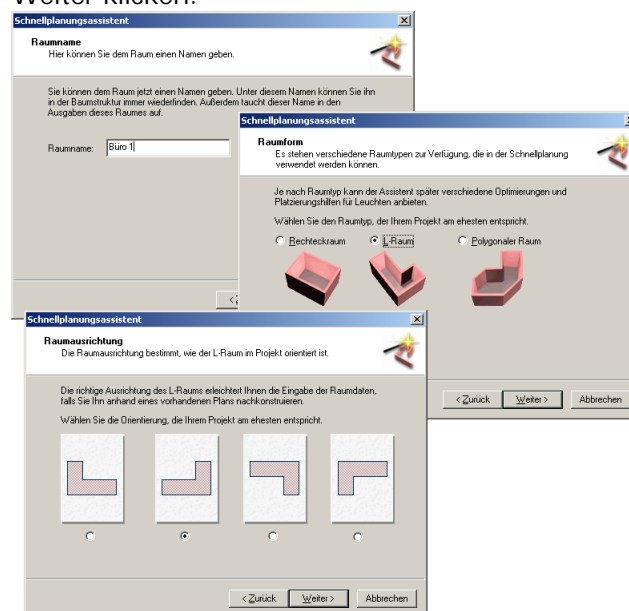 Weiter klicken.
Schnellplanungsassistent
Raumname
Hier können Sie dem Raum einen Namen geben.
Sie können dem Raum jetzt einen Namen geben. Unter diesem Namen können Sie ihn
in der Baumstruktur immer wiederfinden. Außerdem taucht dieser Name in den
Ausgaben dieses Raumes auf.
Raumname: Büro 1
Schnellplanungsassistent
Raumform
Es stehen verschiedene Raumtypen zur Verfügung, die in der Schnellplanung
verwendet werden können.
Je nach Raumtyp kann der Assistent später verschiedene Optimierungen und
Platzierungshilfen für Leuchten anbieten.
Wählen Sie den Raumtyp, der Ihrem Projekt am ehesten entspricht.
Rechteckraum L-Raum Polygonaler Raum
< Zurück Weiter > Abbrechen
Schnellplanungsassistent
Raumausrichtung
Die Raumausrichtung bestimmt, wie der L-Raum im Projekt orientiert ist.
Die richtige Ausrichtung des L-Raums erleichtert Ihnen die Eingabe der Raumdaten,
falls Sie Ihn anhand eines vorhandenen Plans nachkonstruieren.
Wählen Sie die Orientierung, die Ihrem Projekt am ehesten entspricht.
< Zurück Weiter > Abbrechen